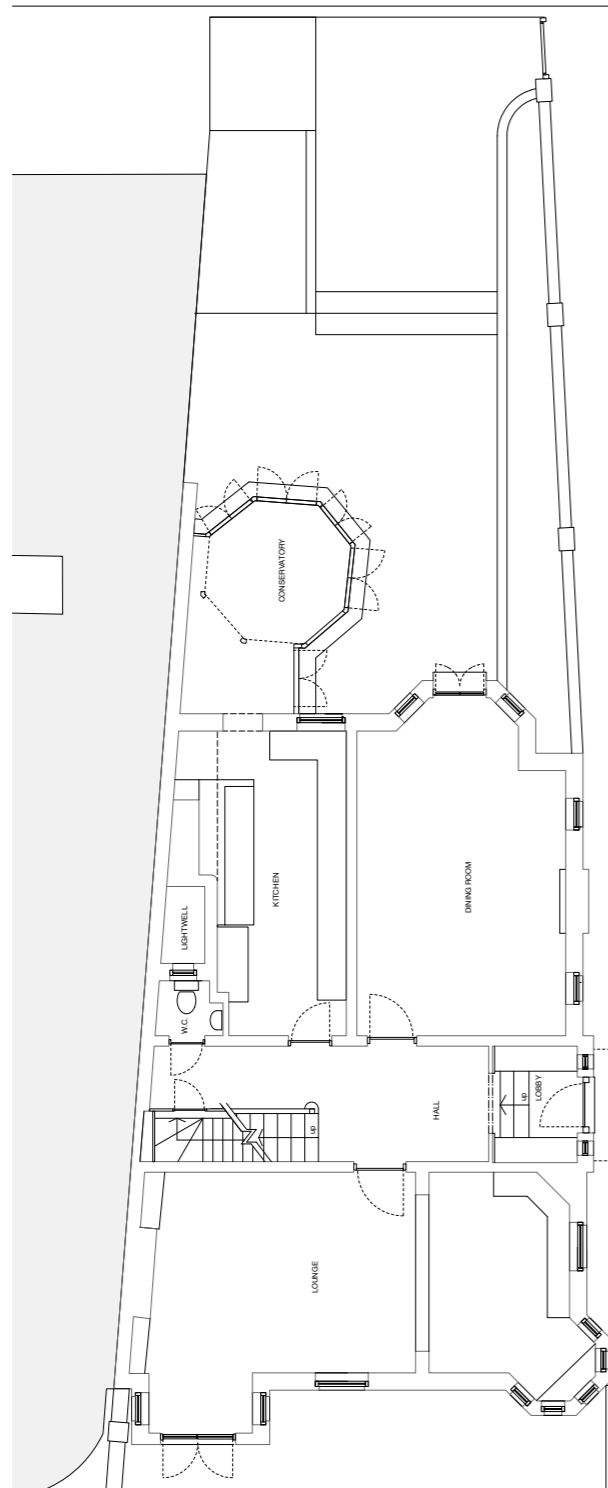 CONSERVATORY
KITCHEN
LIGHTWELL
DINING ROOM
W.C.
up
LOBBY
HALL
up
LOUNGE